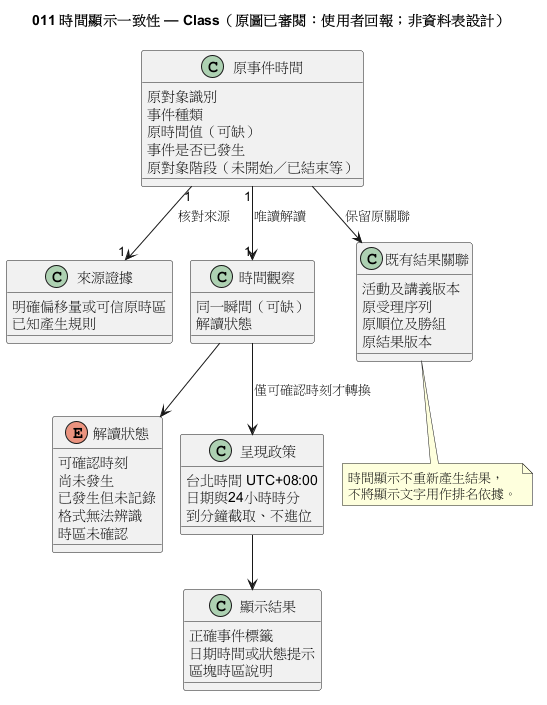 011 時間顯示一致性 — Class（原圖已審閱：使用者回報；非資料表設計）
C 原事件時間
原對象識別
事件種類
原時間值（可缺）
事件是否已發生
原對象階段（未開始／已結束等）
1
1
核對來源
唯讀解讀
保留原關聯
1
1
C 來源證據
明確偏移量或可信原時區
已知產生規則
C 時間觀察
同一瞬間（可缺）
解讀狀態
C 既有結果關聯
活動及講義版本
原受理序列
原順位及勝組
原結果版本
僅可確認時刻才轉換
E 解讀狀態
可確認時刻
尚未發生
已發生但未記錄
格式無法辨識
時區未確認
C 呈現政策
台北時間 UTC+08:00
日期與24小時時分
到分鐘截取、不進位
時間顯示不重新產生結果，
不將顯示文字用作排名依據。
C 顯示結果
正確事件標籤
日期時間或狀態提示
區塊時區說明